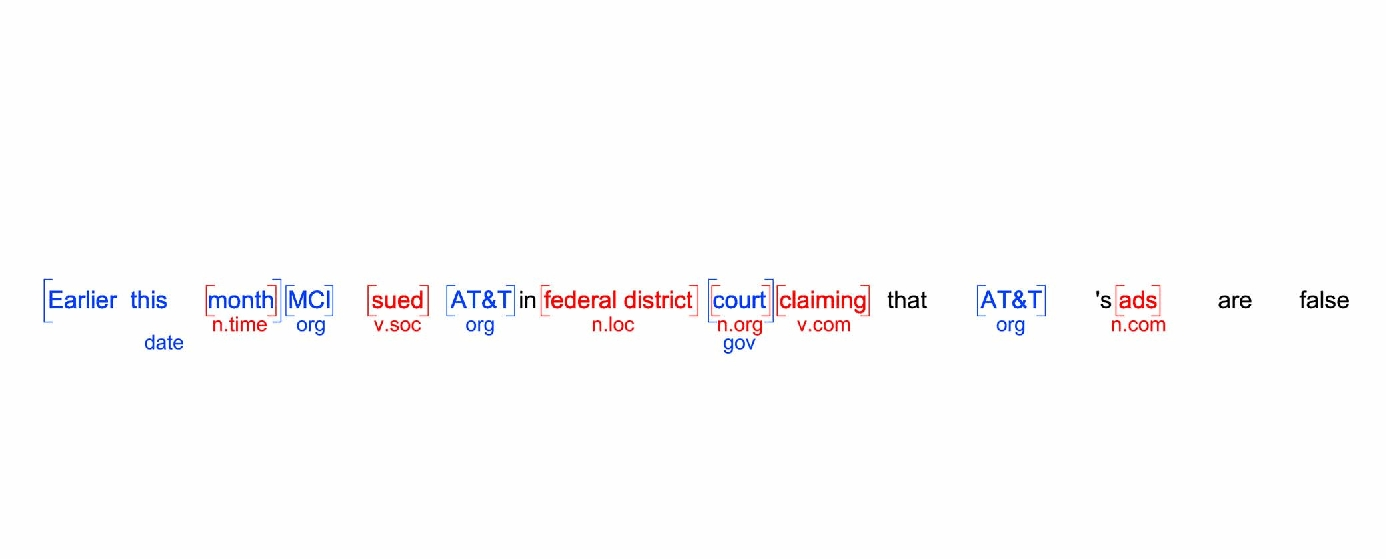 [Earlier this [month]] [MCI] [sued] [AT&T] in [federal district] [[court]] [claiming] that [AT&T] 's [ads] are false
n.time org v.soc org n.loc n.org v.com org n.com
date gov